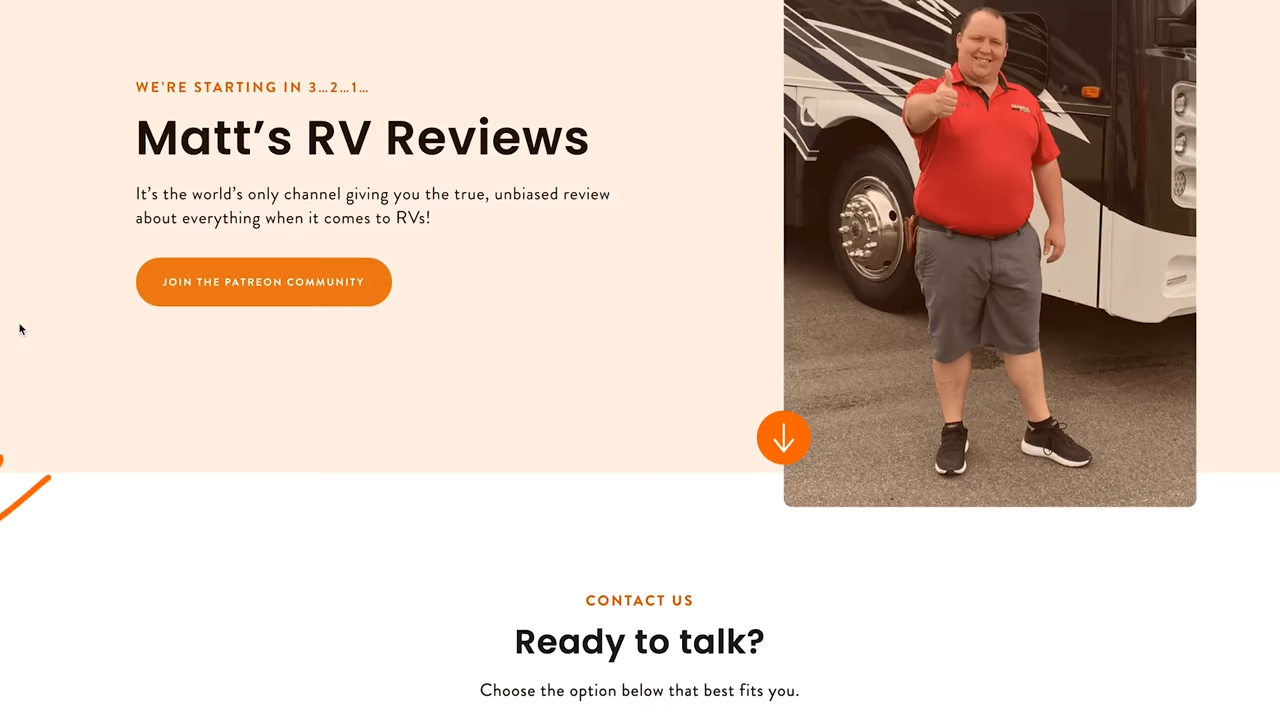 WE'RE STARTING IN 3…2…1…
Matt’s RV Reviews
It’s the world’s only channel giving you the true, unbiased review
about everything when it comes to RVs!
JOIN THE PATREON COMMUNITY
CONTACT US
Ready to talk?
Choose the option below that best fits you.